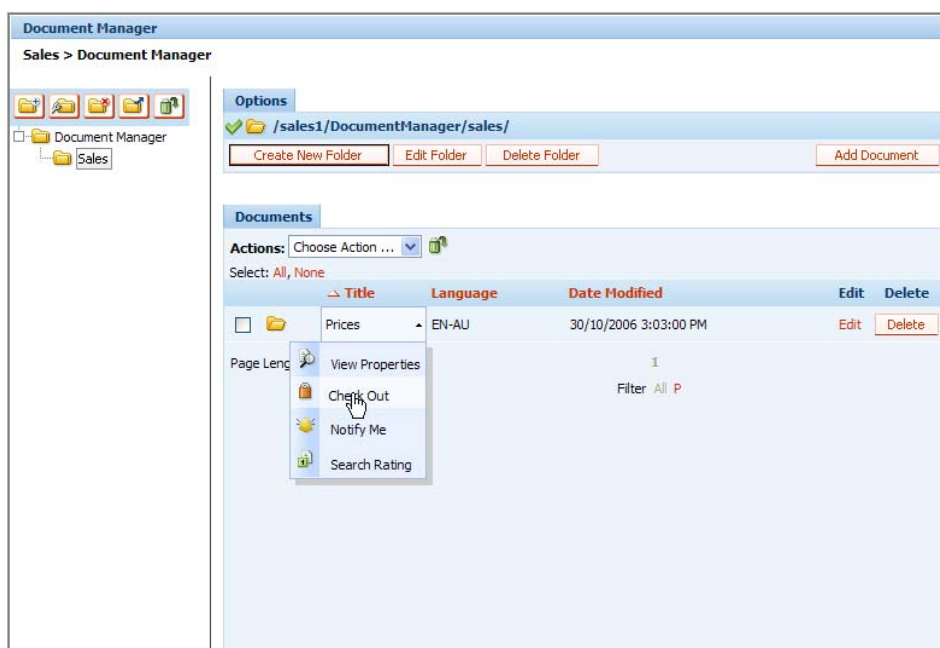 Document Manager
Sales > Document Manager
Document Manager
Sales
Options
/sales1/DocumentManager/sales/
Create New Folder Edit Folder Delete Folder Add Document
Documents
Actions: Choose Action ...
Select: All, None
Title Language Date Modified Edit Delete
Prices EN-AU 30/10/2006 3:03:00 PM Edit Delete
Page Leng 1
View Properties
Filter All P
Check Out
Notify Me
Search Rating